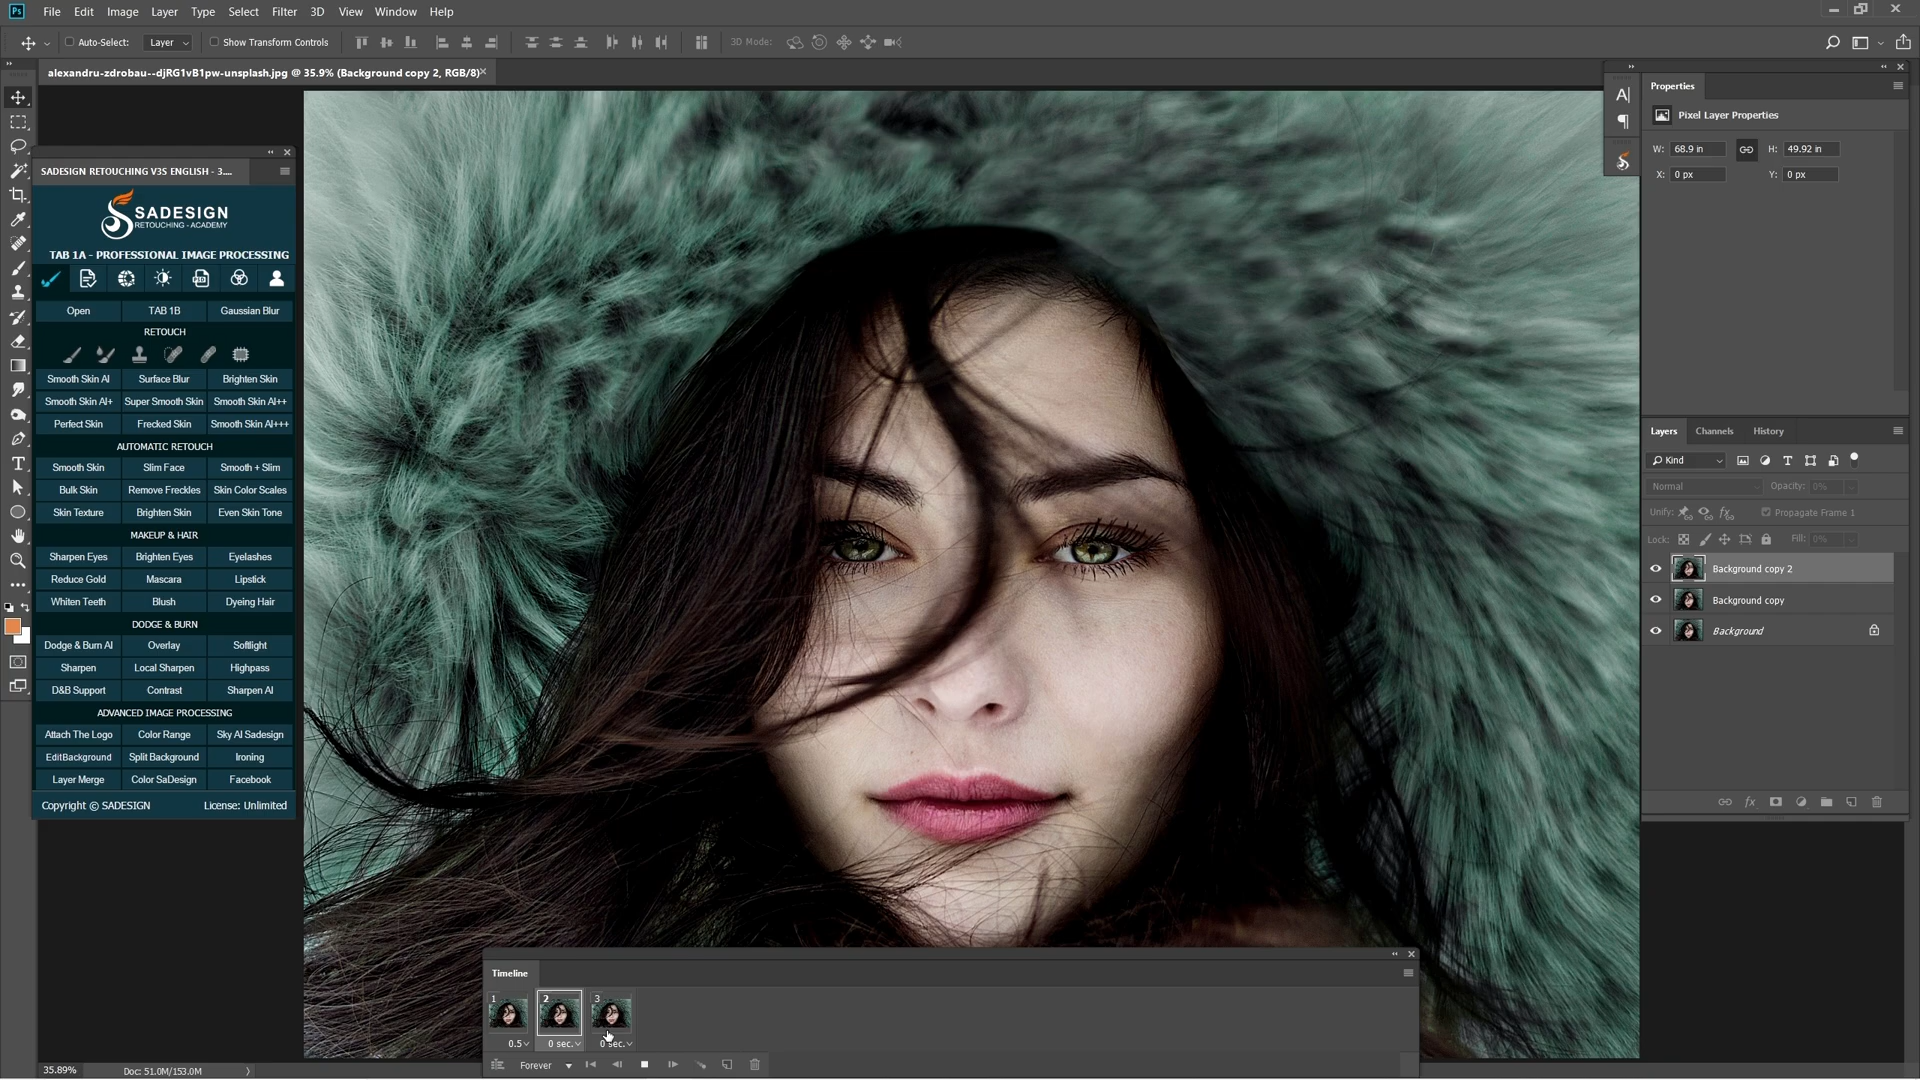 Ps File Edit Image Layer Type Select Filter 3D View Window Help
Auto-Select: Layer Show Transform Controls 3D Mode:
alexandru-zdrobau--djRG1vB1pw-unsplash.jpg @ 35.9% (Background copy 2, RGB/8)
SADESIGN RETOUCHING V3S ENGLISH - 3....
SADESIGN
RETOUCHING - ACADEMY
TAB 1A - PROFESSIONAL IMAGE PROCESSING
PSD
Open TAB 1B Gaussian Blur
RETOUCH
Smooth Skin AI Surface Blur Brighten Skin
Smooth Skin AI+ Super Smooth Skin Smooth Skin AI++
Perfect Skin Frecked Skin Smooth Skin AI+++
AUTOMATIC RETOUCH
Smooth Skin Slim Face Smooth + Slim
Bulk Skin Remove Freckles Skin Color Scales
Skin Texture Brighten Skin Even Skin Tone
MAKEUP & HAIR
Sharpen Eyes Brighten Eyes Eyelashes
Reduce Gold Mascara Lipstick
Whiten Teeth Blush Dyeing Hair
DODGE & BURN
Dodge & Burn AI Overlay Softlight
Sharpen Local Sharpen Highpass
D&B Support Contrast Sharpen AI
ADVANCED IMAGE PROCESSING
Attach The Logo Color Range Sky AI Sadesign
EditBackground Split Background Ironing
Layer Merge Color SaDesign Facebook
Copyright © SADESIGN License: Unlimited
Properties
Pixel Layer Properties
W: 68.9 in H: 49.92 in
X: 0 px Y: 0 px
Layers Channels History
Kind
Normal Opacity: 0%
Unify: Propagate Frame 1
Lock: Fill: 0%
Background copy 2
Background copy
Background
Timeline
1 2 3
0.5 0 sec. 0 sec.
Forever
35.89% Doc: 51.0M/153.0M